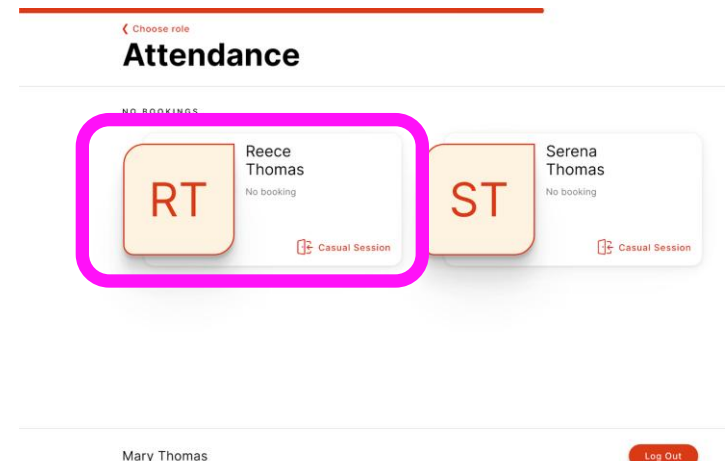 ❮ Choose role
Attendance
NO BOOKINGS
RT
Reece
Thomas
No booking
Casual Session
ST
Serena
Thomas
No booking
Casual Session
Mary Thomas
Log Out